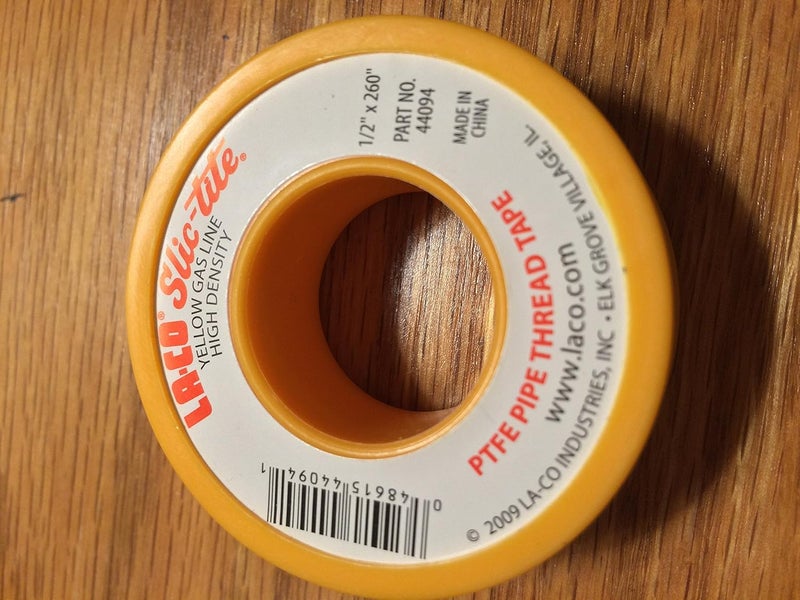 LA-CO® Slic-tite®
YELLOW GAS LINE
HIGH DENSITY
1/2" x 260"
PART NO.
44094
MADE IN
CHINA
PTFE PIPE THREAD TAPE
www.laco.com
© 2009 LA-CO INDUSTRIES, INC • ELK GROVE VILLAGE, IL.
0 48615 44094 1